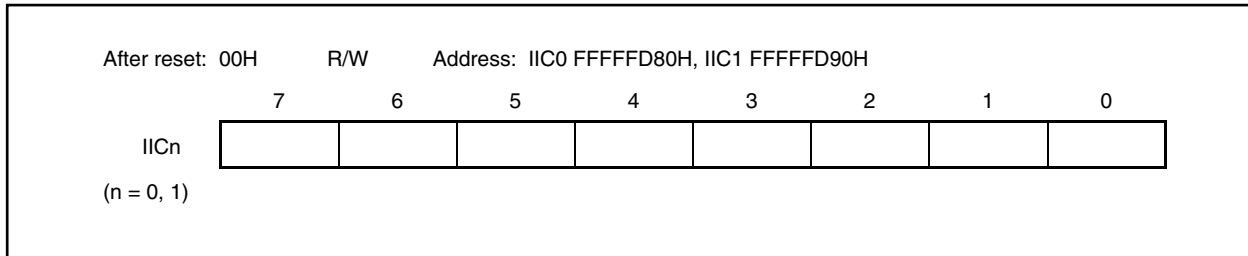 After reset: 00H R/W Address: IIC0 FFFFFD80H, IIC1 FFFFFD90H
7 6 5 4 3 2 1 0
IICn
(n = 0, 1)